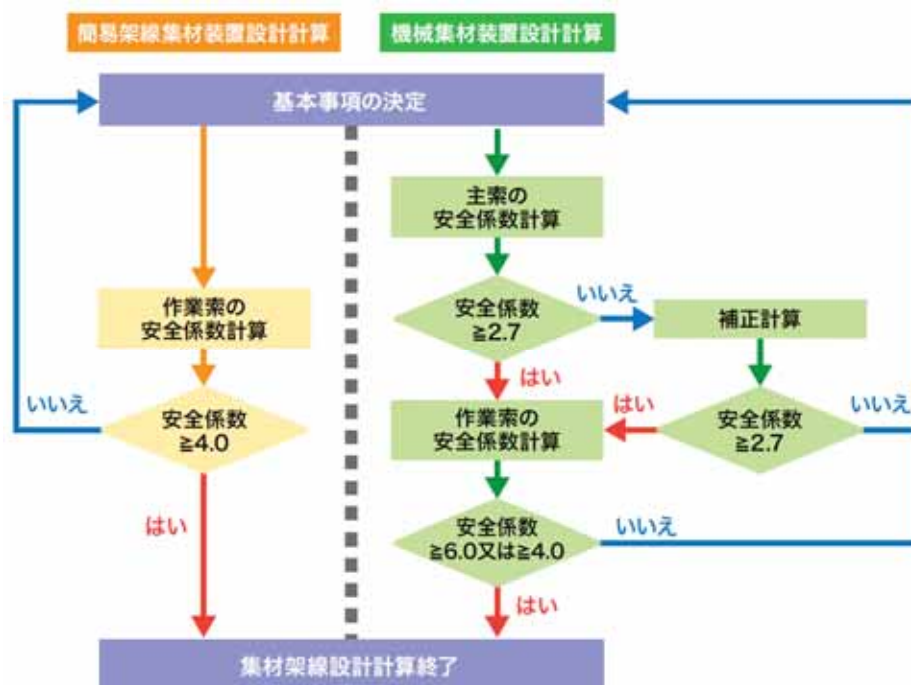 簡易架線集材装置設計計算
機械集材装置設計計算
基本事項の決定
主索の
安全係数計算
安全係数
≧2.7
いいえ
補正計算
はい
作業索の
安全係数計算
安全係数
≧4.0
いいえ
はい
作業索の
安全係数計算
はい
安全係数
≧2.7
いいえ
安全係数
≧6.0又は≧4.0
いいえ
はい
集材架線設計計算終了